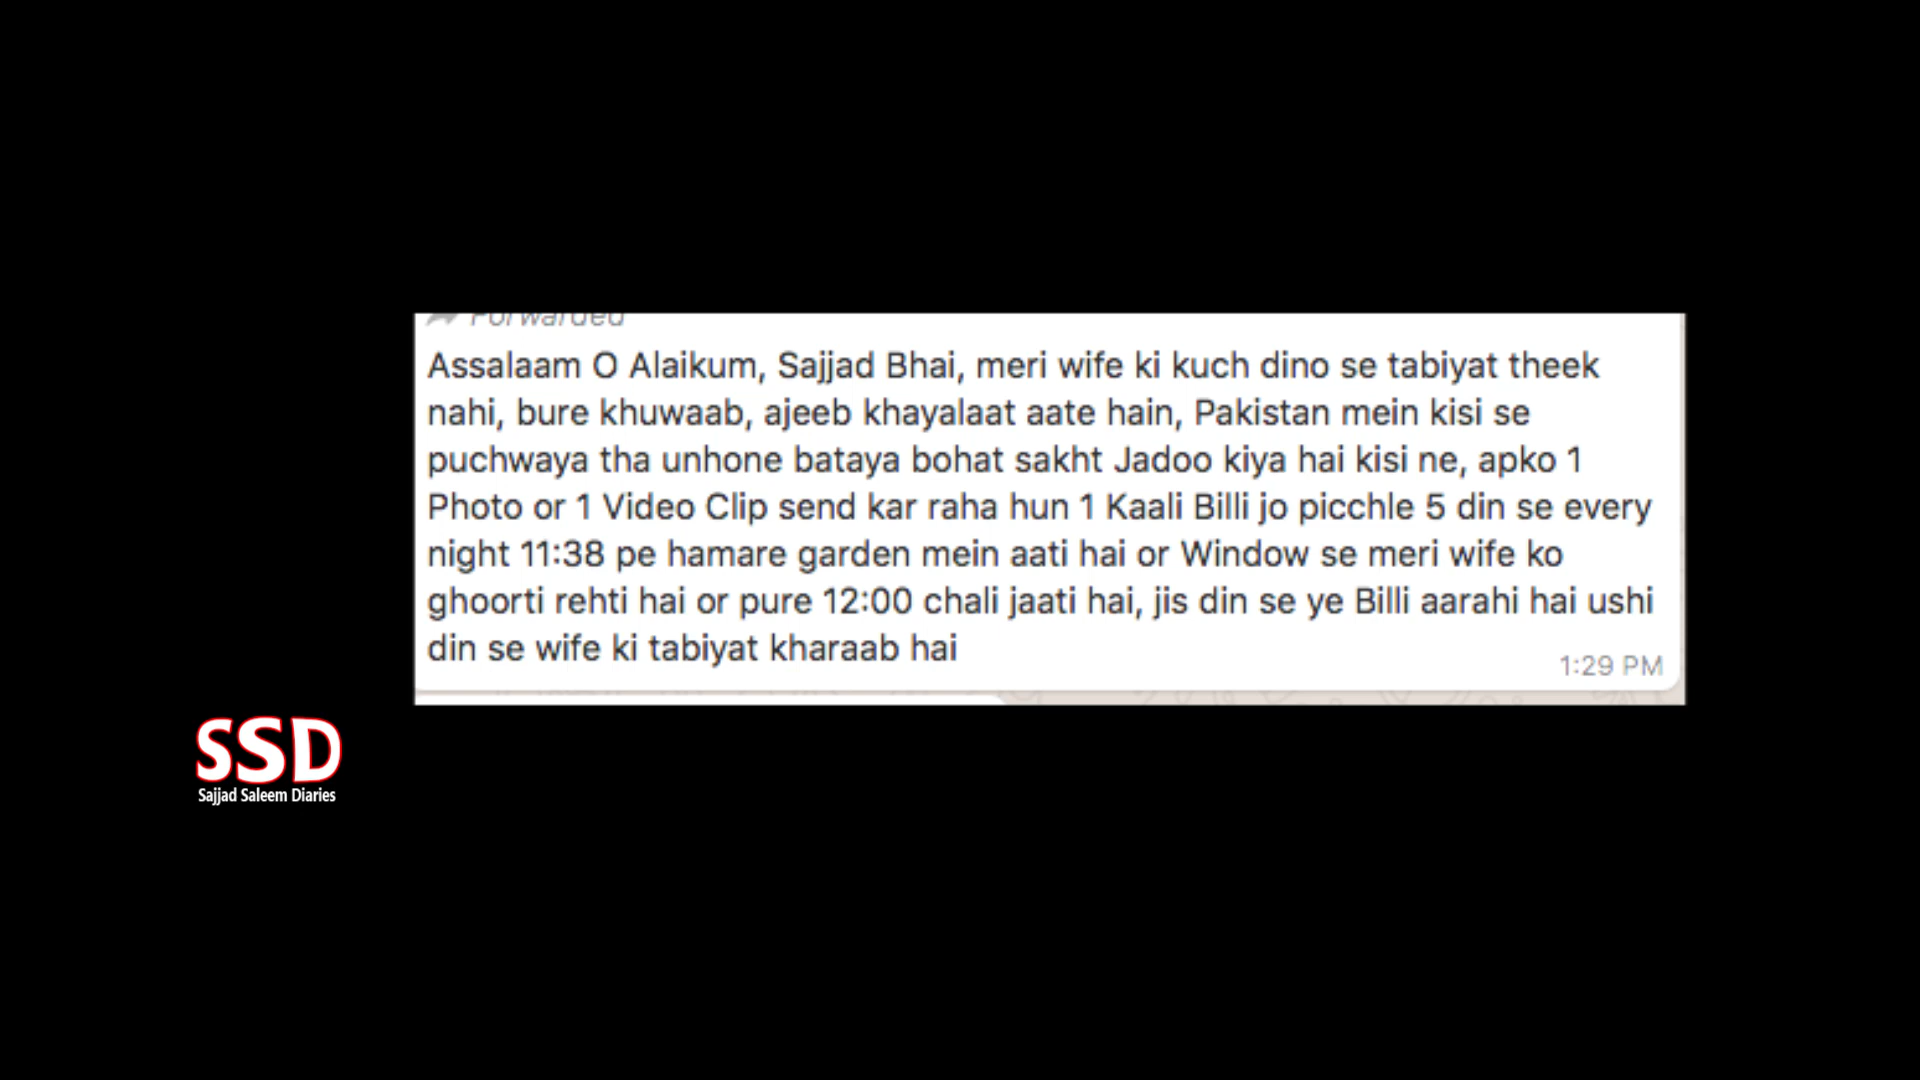 Forwarded
Assalaam O Alaikum, Sajjad Bhai, meri wife ki kuch dino se tabiyat theek
nahi, bure khuwaab, ajeeb khayalaat aate hain, Pakistan mein kisi se
puchwaya tha unhone bataya bohat sakht Jadoo kiya hai kisi ne, apko 1
Photo or 1 Video Clip send kar raha hun 1 Kaali Billi jo picchle 5 din se every
night 11:38 pe hamare garden mein aati hai or Window se meri wife ko
ghoorti rehti hai or pure 12:00 chali jaati hai, jis din se ye Billi aarahi hai ushi
din se wife ki tabiyat kharaab hai
1:29 PM
SSD
Sajjad Saleem Diaries